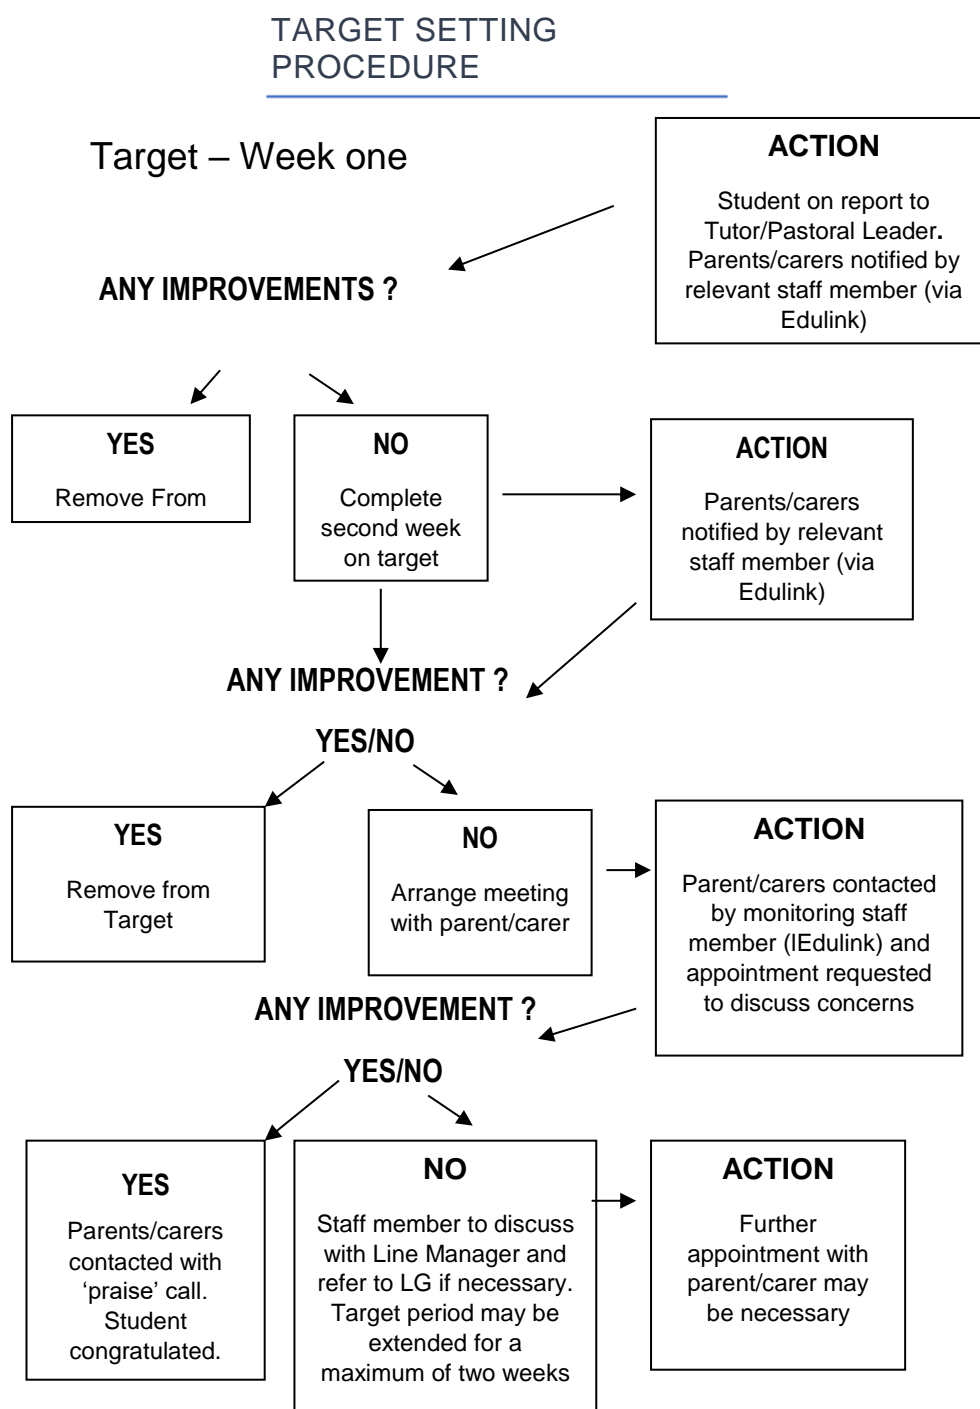 TARGET SETTING
PROCEDURE
Target – Week one
ACTION
Student on report to
Tutor/Pastoral Leader.
Parents/carers notified by
relevant staff member (via
Edulink)
ANY IMPROVEMENTS ?
YES
Remove From
NO
Complete
second week
on target
ACTION
Parents/carers
notified by relevant
staff member (via
Edulink)
ANY IMPROVEMENT ?
YES/NO
YES
Remove from
Target
NO
Arrange meeting
with parent/carer
ACTION
Parent/carers contacted
by monitoring staff
member (lEdulink) and
appointment requested
to discuss concerns
ANY IMPROVEMENT ?
YES/NO
YES
Parents/carers
contacted with
‘praise’ call.
Student
congratulated.
NO
Staff member to discuss
with Line Manager and
refer to LG if necessary.
Target period may be
extended for a
maximum of two weeks
ACTION
Further
appointment with
parent/carer may
be necessary